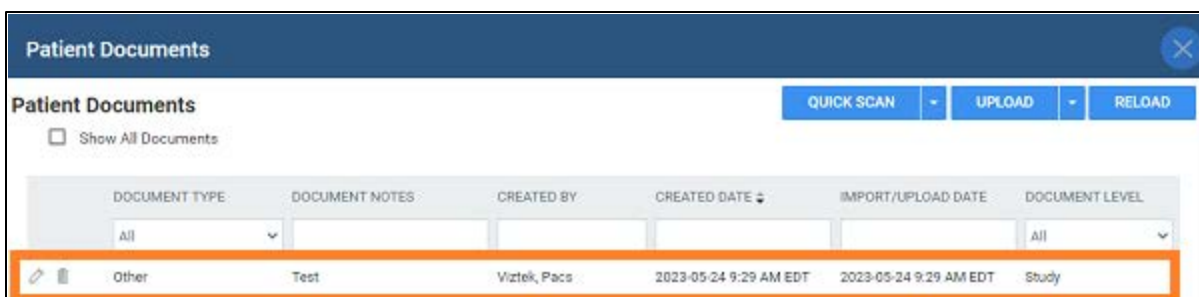 Patient Documents
Patient Documents QUICK SCAN UPLOAD RELOAD
Show All Documents
DOCUMENT TYPE DOCUMENT NOTES CREATED BY CREATED DATE IMPORT/UPLOAD DATE DOCUMENT LEVEL
All All
Other Test Viztek, Pacs 2023-05-24 9:29 AM EDT 2023-05-24 9:29 AM EDT Study